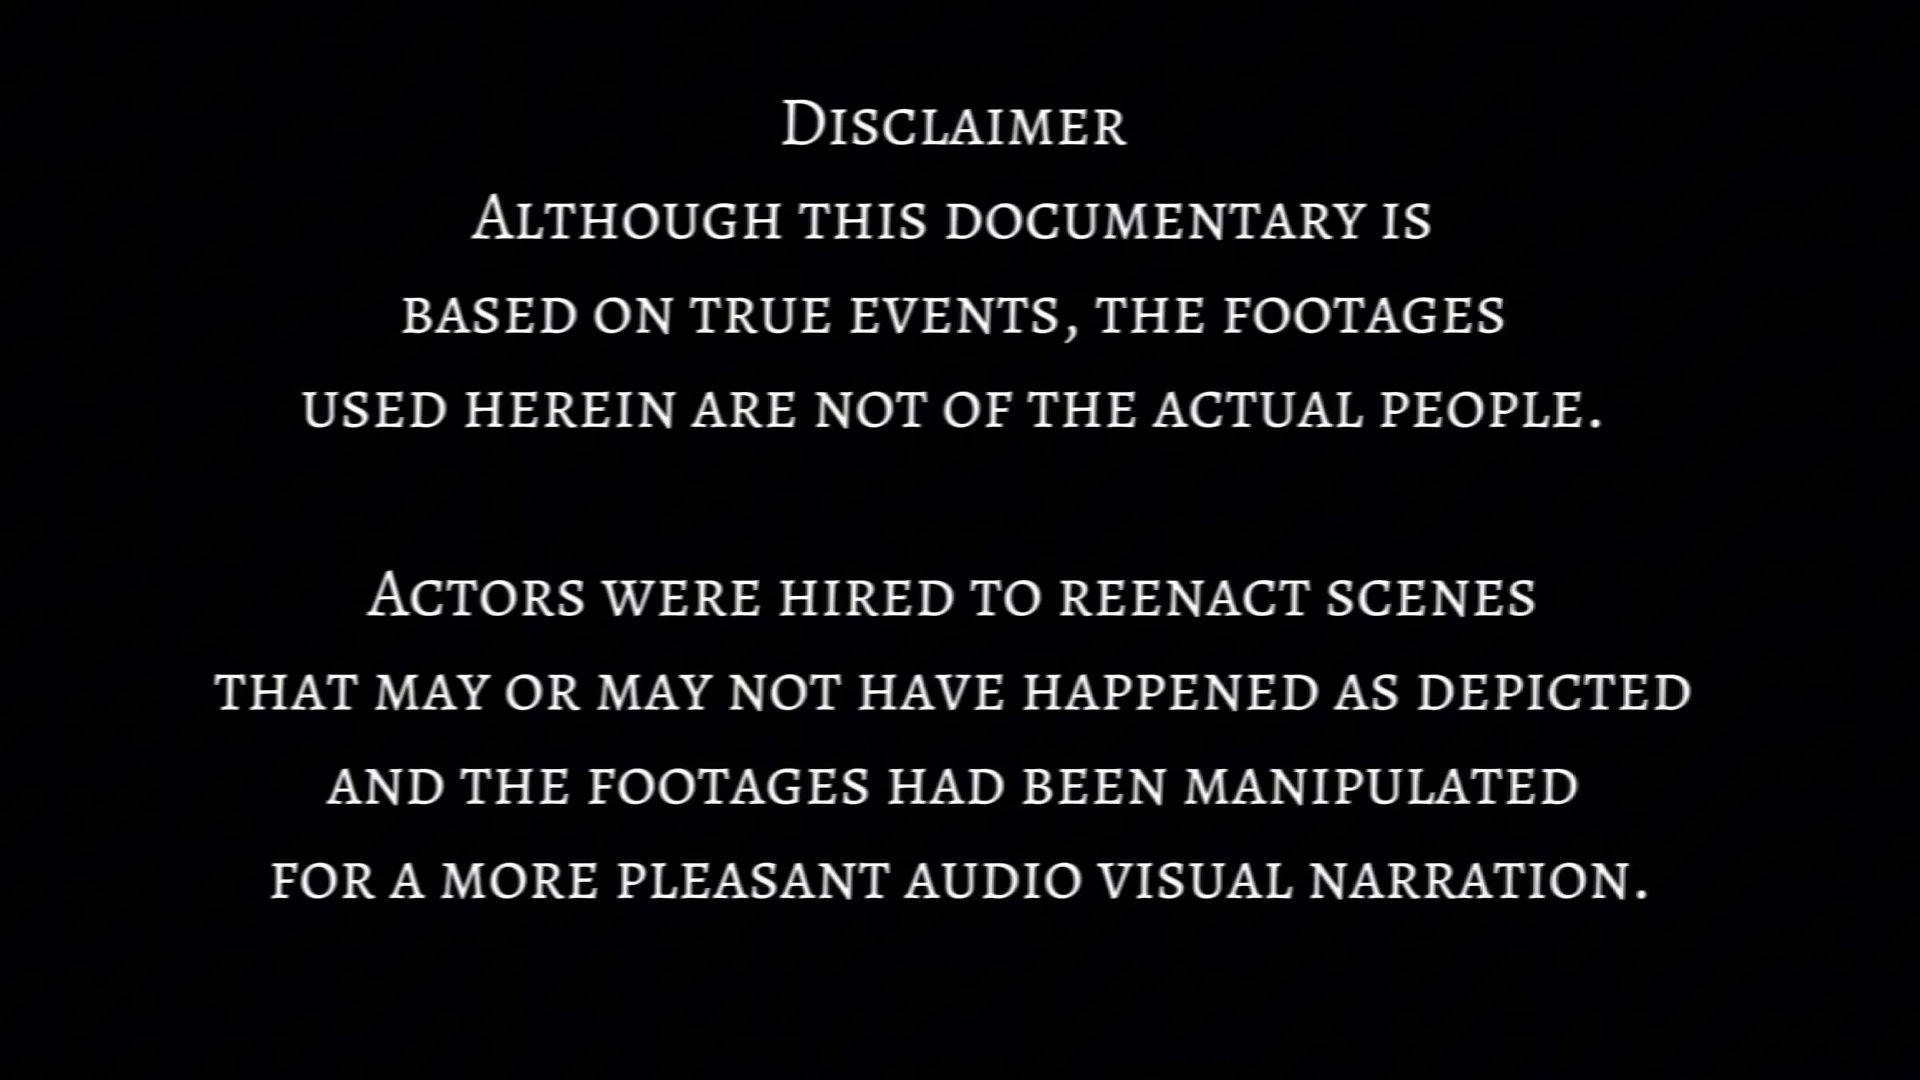 Disclaimer
Although this documentary is
based on true events, the footages
used herein are not of the actual people.
Actors were hired to reenact scenes
that may or may not have happened as depicted
and the footages had been manipulated
for a more pleasant audio visual narration.